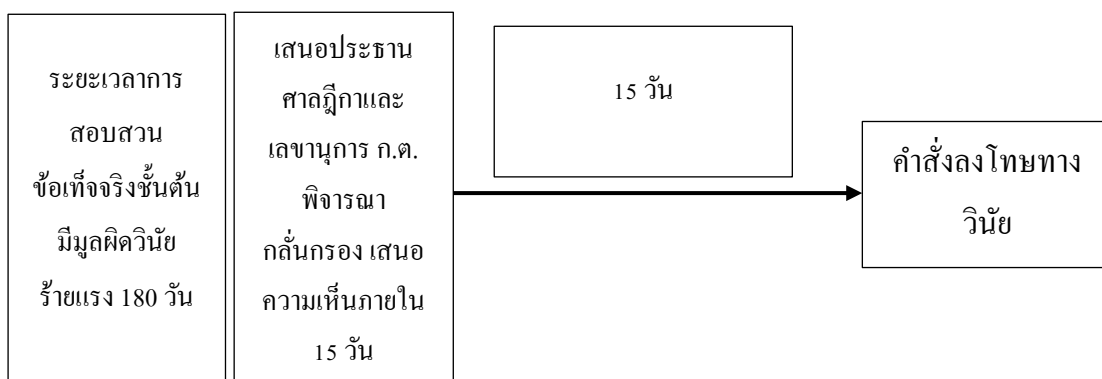 ระยะเวลาการ
สอบสวน
ข้อเท็จจริงชั้นต้น
มีมูลผิดวินัย
ร้ายแรง 180 วัน
เสนอประธาน
ศาลฎีกาและ
เลขานุการ ก.ต.
พิจารณา
กลั่นกรอง เสนอ
ความเห็นภายใน
15 วัน
15 วัน
คำสั่งลงโทษทาง
วินัย